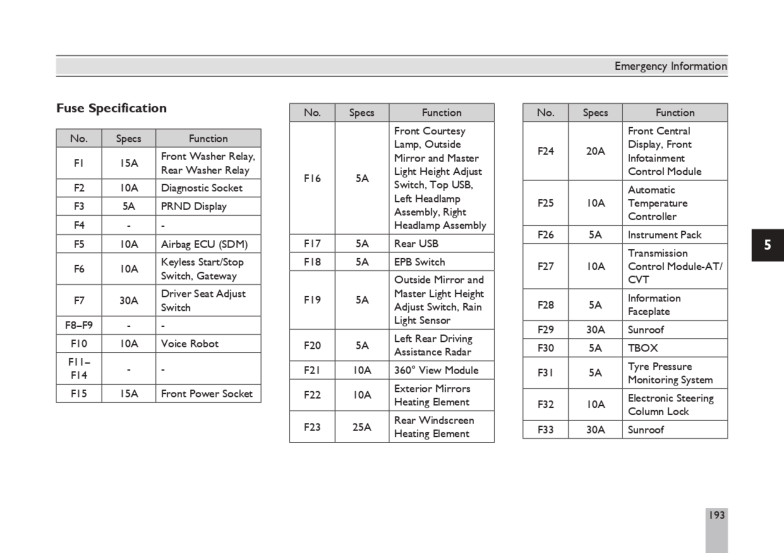 Emergency Information
Fuse Specification
No. Specs Function
F1 15A Front Washer Relay,
Rear Washer Relay
F2 10A Diagnostic Socket
F3 5A PRND Display
F4 - -
F5 10A Airbag ECU (SDM)
F6 10A Keyless Start/Stop
Switch, Gateway
F7 30A Driver Seat Adjust
Switch
F8–F9 - -
F10 10A Voice Robot
F11–
F14 - -
F15 15A Front Power Socket
No. Specs Function
F16 5A Front Courtesy
Lamp, Outside
Mirror and Master
Light Height Adjust
Switch, Top USB,
Left Headlamp
Assembly, Right
Headlamp Assembly
F17 5A Rear USB
F18 5A EPB Switch
F19 5A Outside Mirror and
Master Light Height
Adjust Switch, Rain
Light Sensor
F20 5A Left Rear Driving
Assistance Radar
F21 10A 360° View Module
F22 10A Exterior Mirrors
Heating Element
F23 25A Rear Windscreen
Heating Element
No. Specs Function
F24 20A Front Central
Display, Front
Infotainment
Control Module
F25 10A Automatic
Temperature
Controller
F26 5A Instrument Pack
F27 10A Transmission
Control Module-AT/
CVT
F28 5A Information
Faceplate
F29 30A Sunroof
F30 5A TBOX
F31 5A Tyre Pressure
Monitoring System
F32 10A Electronic Steering
Column Lock
F33 30A Sunroof
5
193